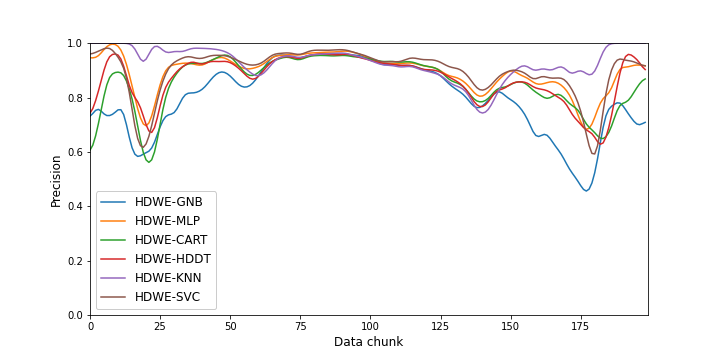 1.0
0.8
0.6
0.4
0.2
0.0
Precision
HDWE-GNB
HDWE-MLP
HDWE-CART
HDWE-HDDT
HDWE-KNN
HDWE-SVC
0 25 50 75 100 125 150 175
Data chunk